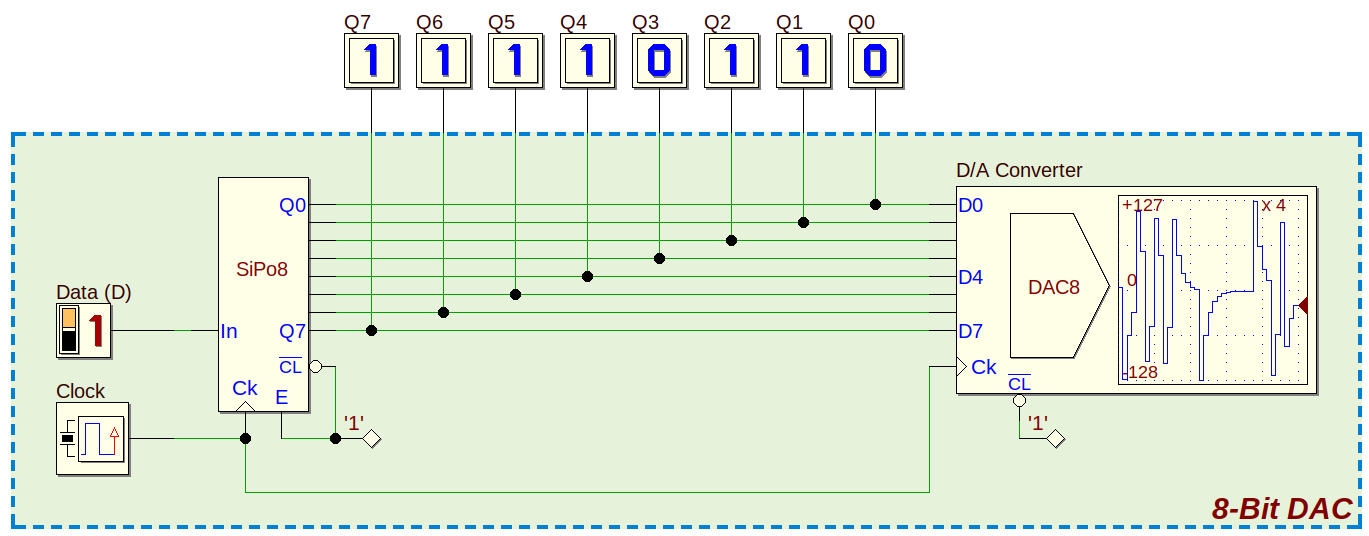 Q7 Q6 Q5 Q4 Q3 Q2 Q1 Q0
1 1 1 1 0 1 1 0
D/A Converter
Q0
SiPo8
In
Q7
CL
Ck
E
Data (D)
1
Clock
'1'
D0
D4
D7
Ck
CL
DAC8
+127
x 4
0
-128
'1'
8-Bit DAC